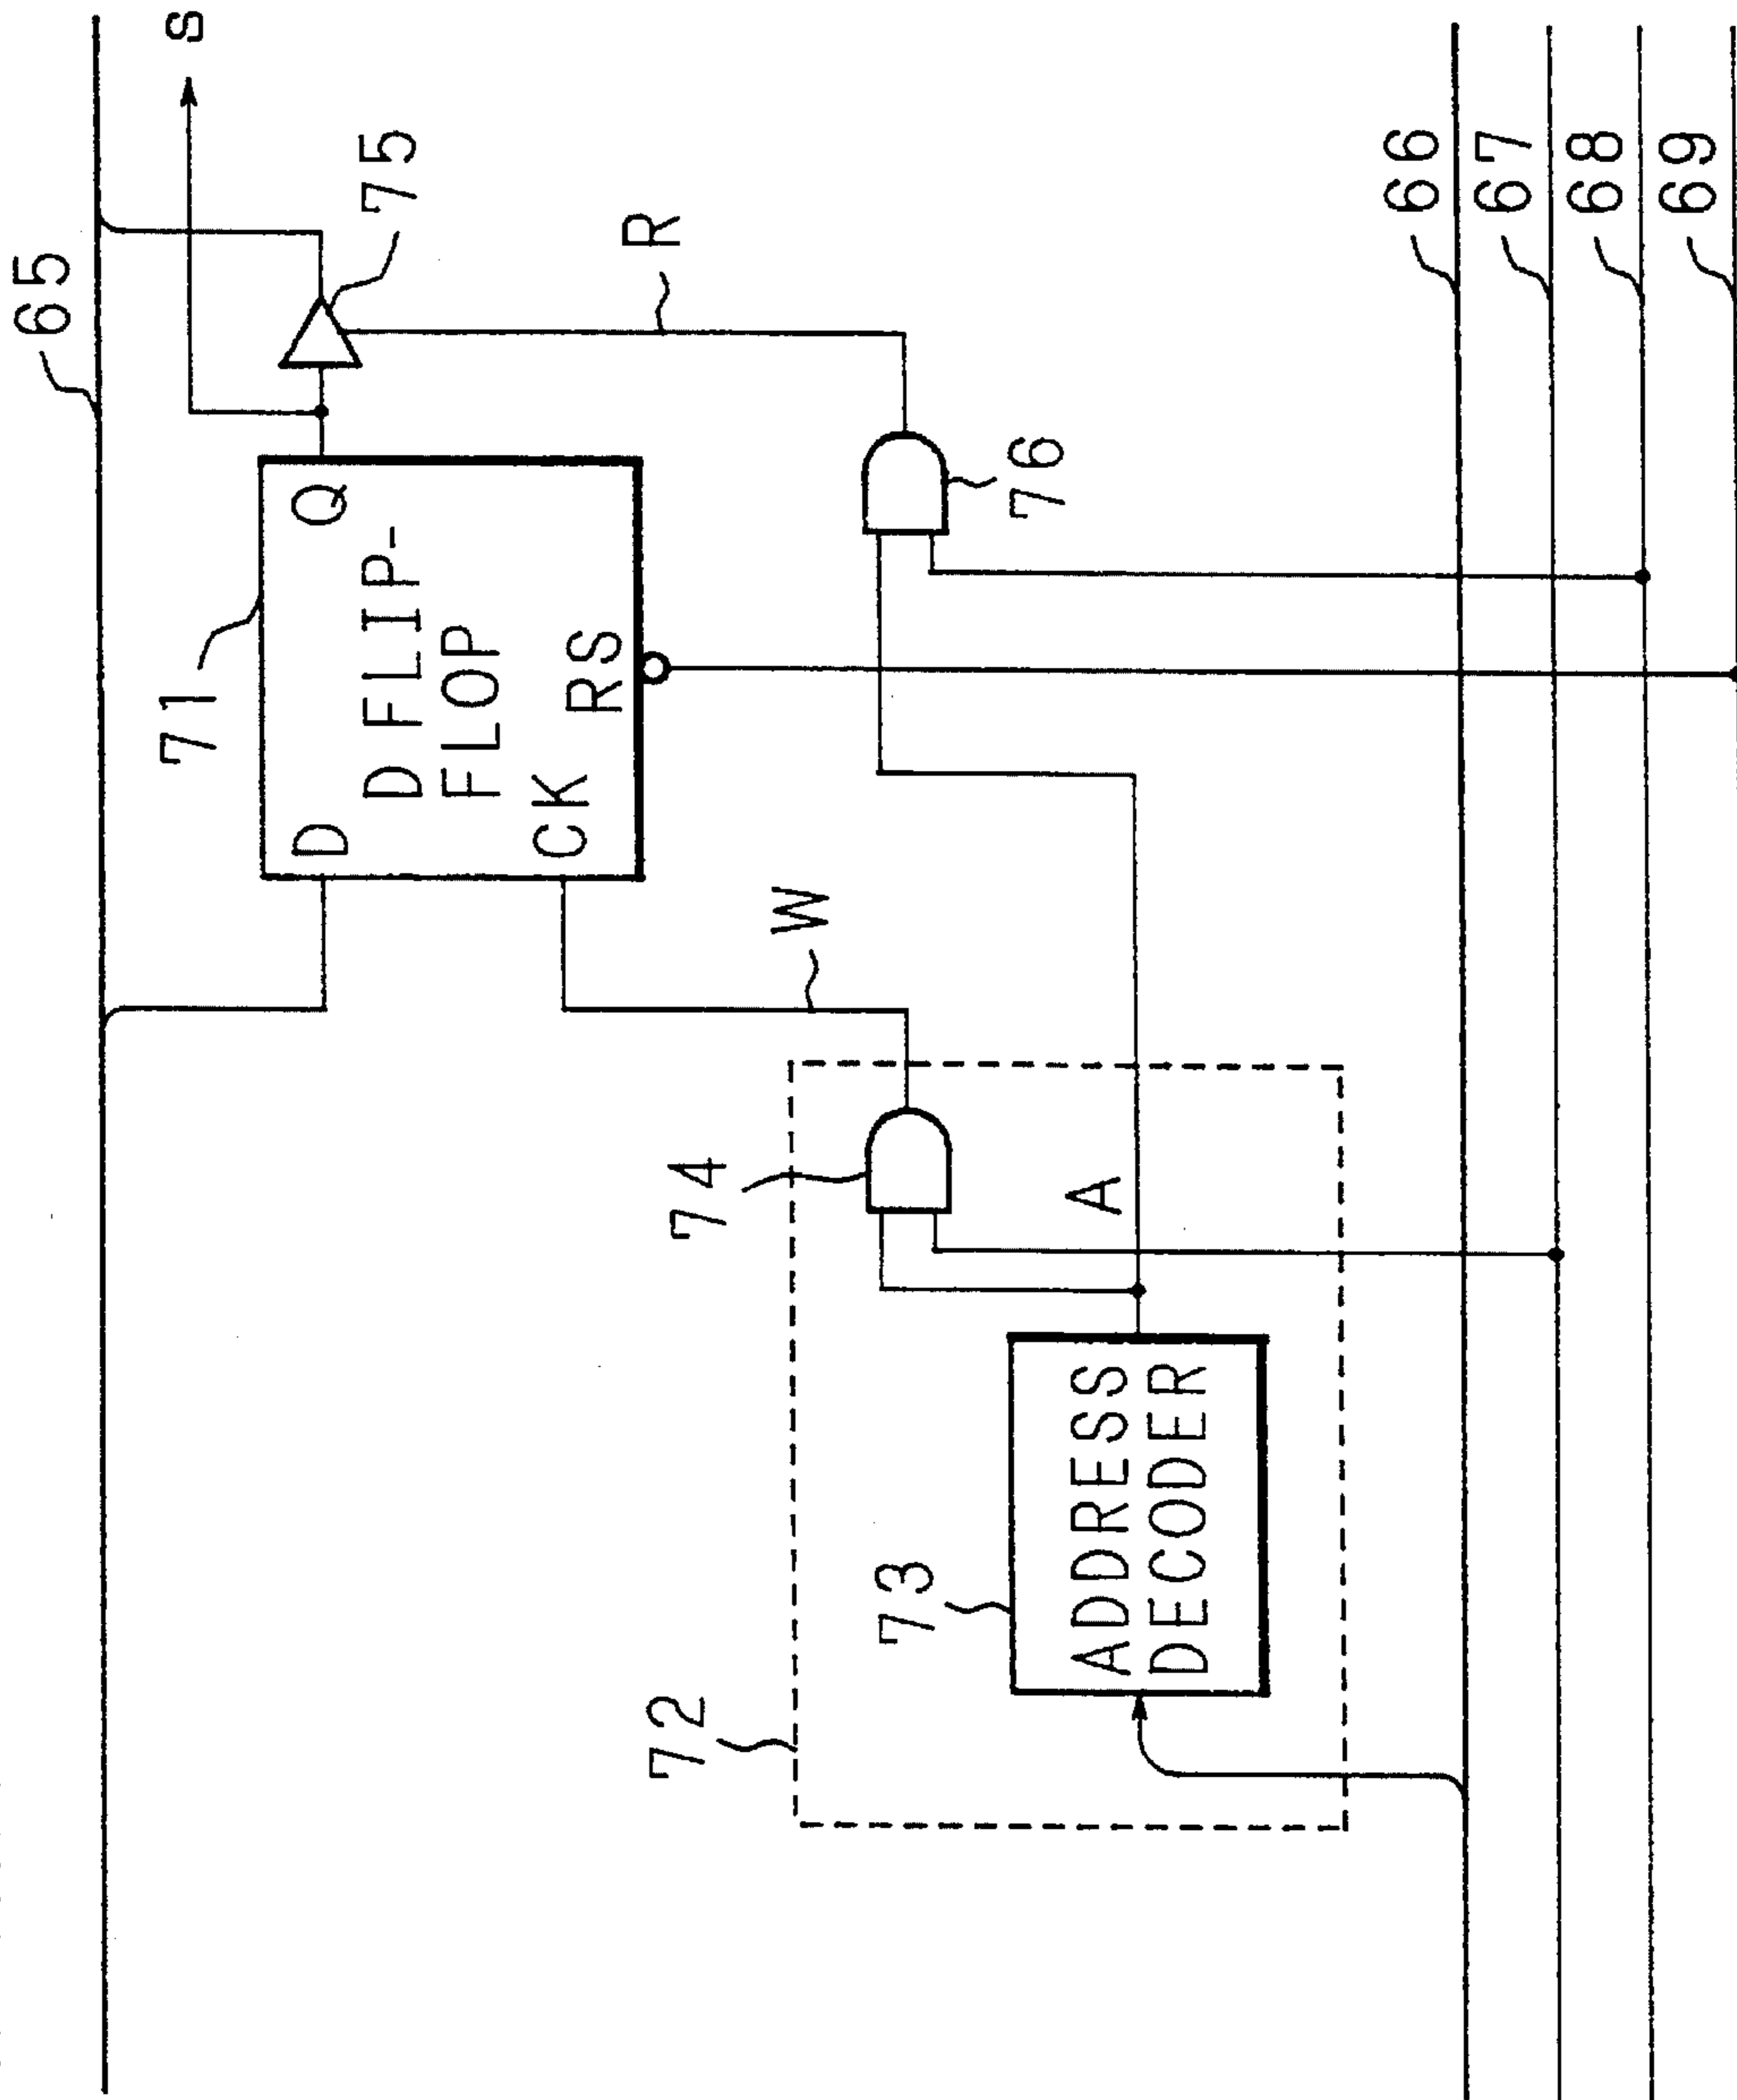 65
S
71
D
Q
D FLIP-
FLOP
CK
RS
75
R
W
74
76
72
73
A
ADDRESS
DECODER
66
67
68
69